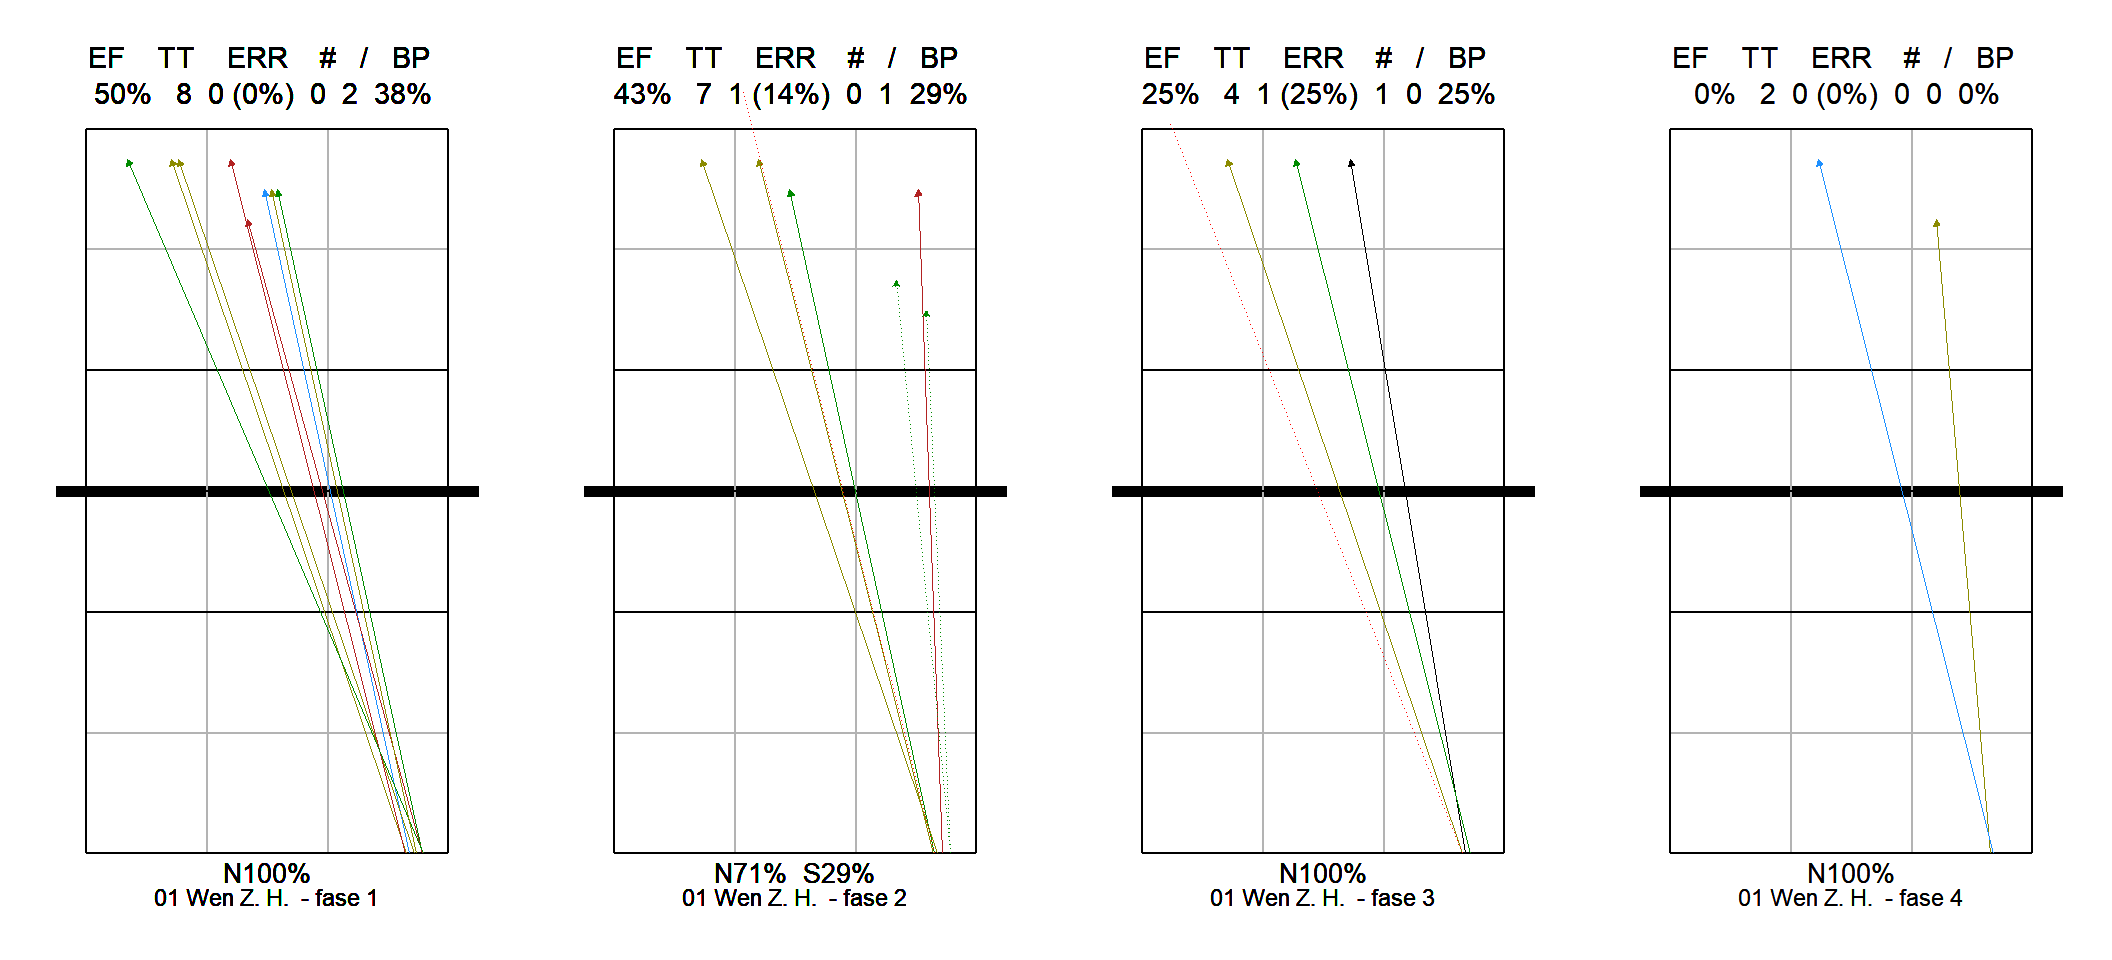 EF TT ERR # / BP
50% 8 0 (0%) 0 2 38%
N100%
01 Wen Z. H. - fase 1
EF TT ERR # / BP
43% 7 1 (14%) 0 1 29%
N71% S29%
01 Wen Z. H. - fase 2
EF TT ERR # / BP
25% 4 1 (25%) 1 0 25%
N100%
01 Wen Z. H. - fase 3
EF TT ERR # / BP
0% 2 0 (0%) 0 0 0%
N100%
01 Wen Z. H. - fase 4